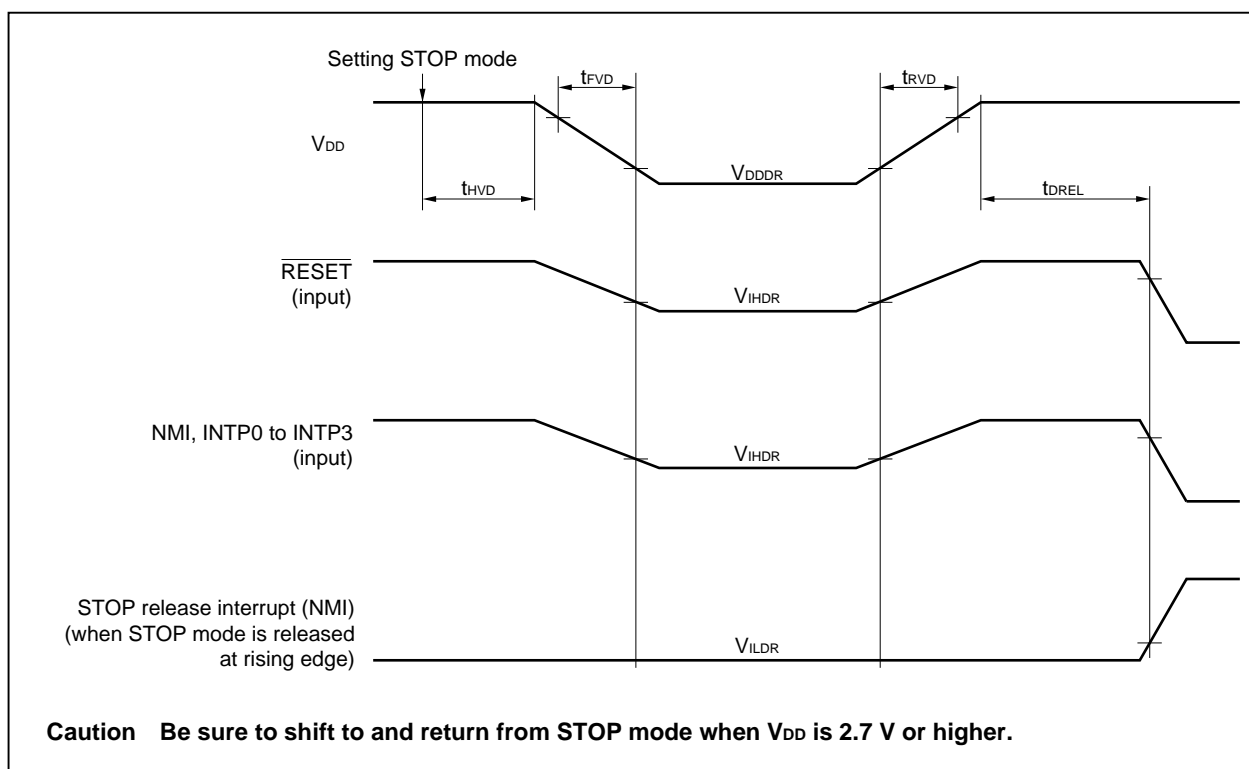 Setting STOP mode
tFVD
tRVD
VDD
VDDDR
tHVD
tDREL
RESET
(input)
VIHDR
NMI, INTP0 to INTP3
(input)
VIHDR
STOP release interrupt (NMI)
(when STOP mode is released
at rising edge)
VILDR
Caution Be sure to shift to and return from STOP mode when VDD is 2.7 V or higher.